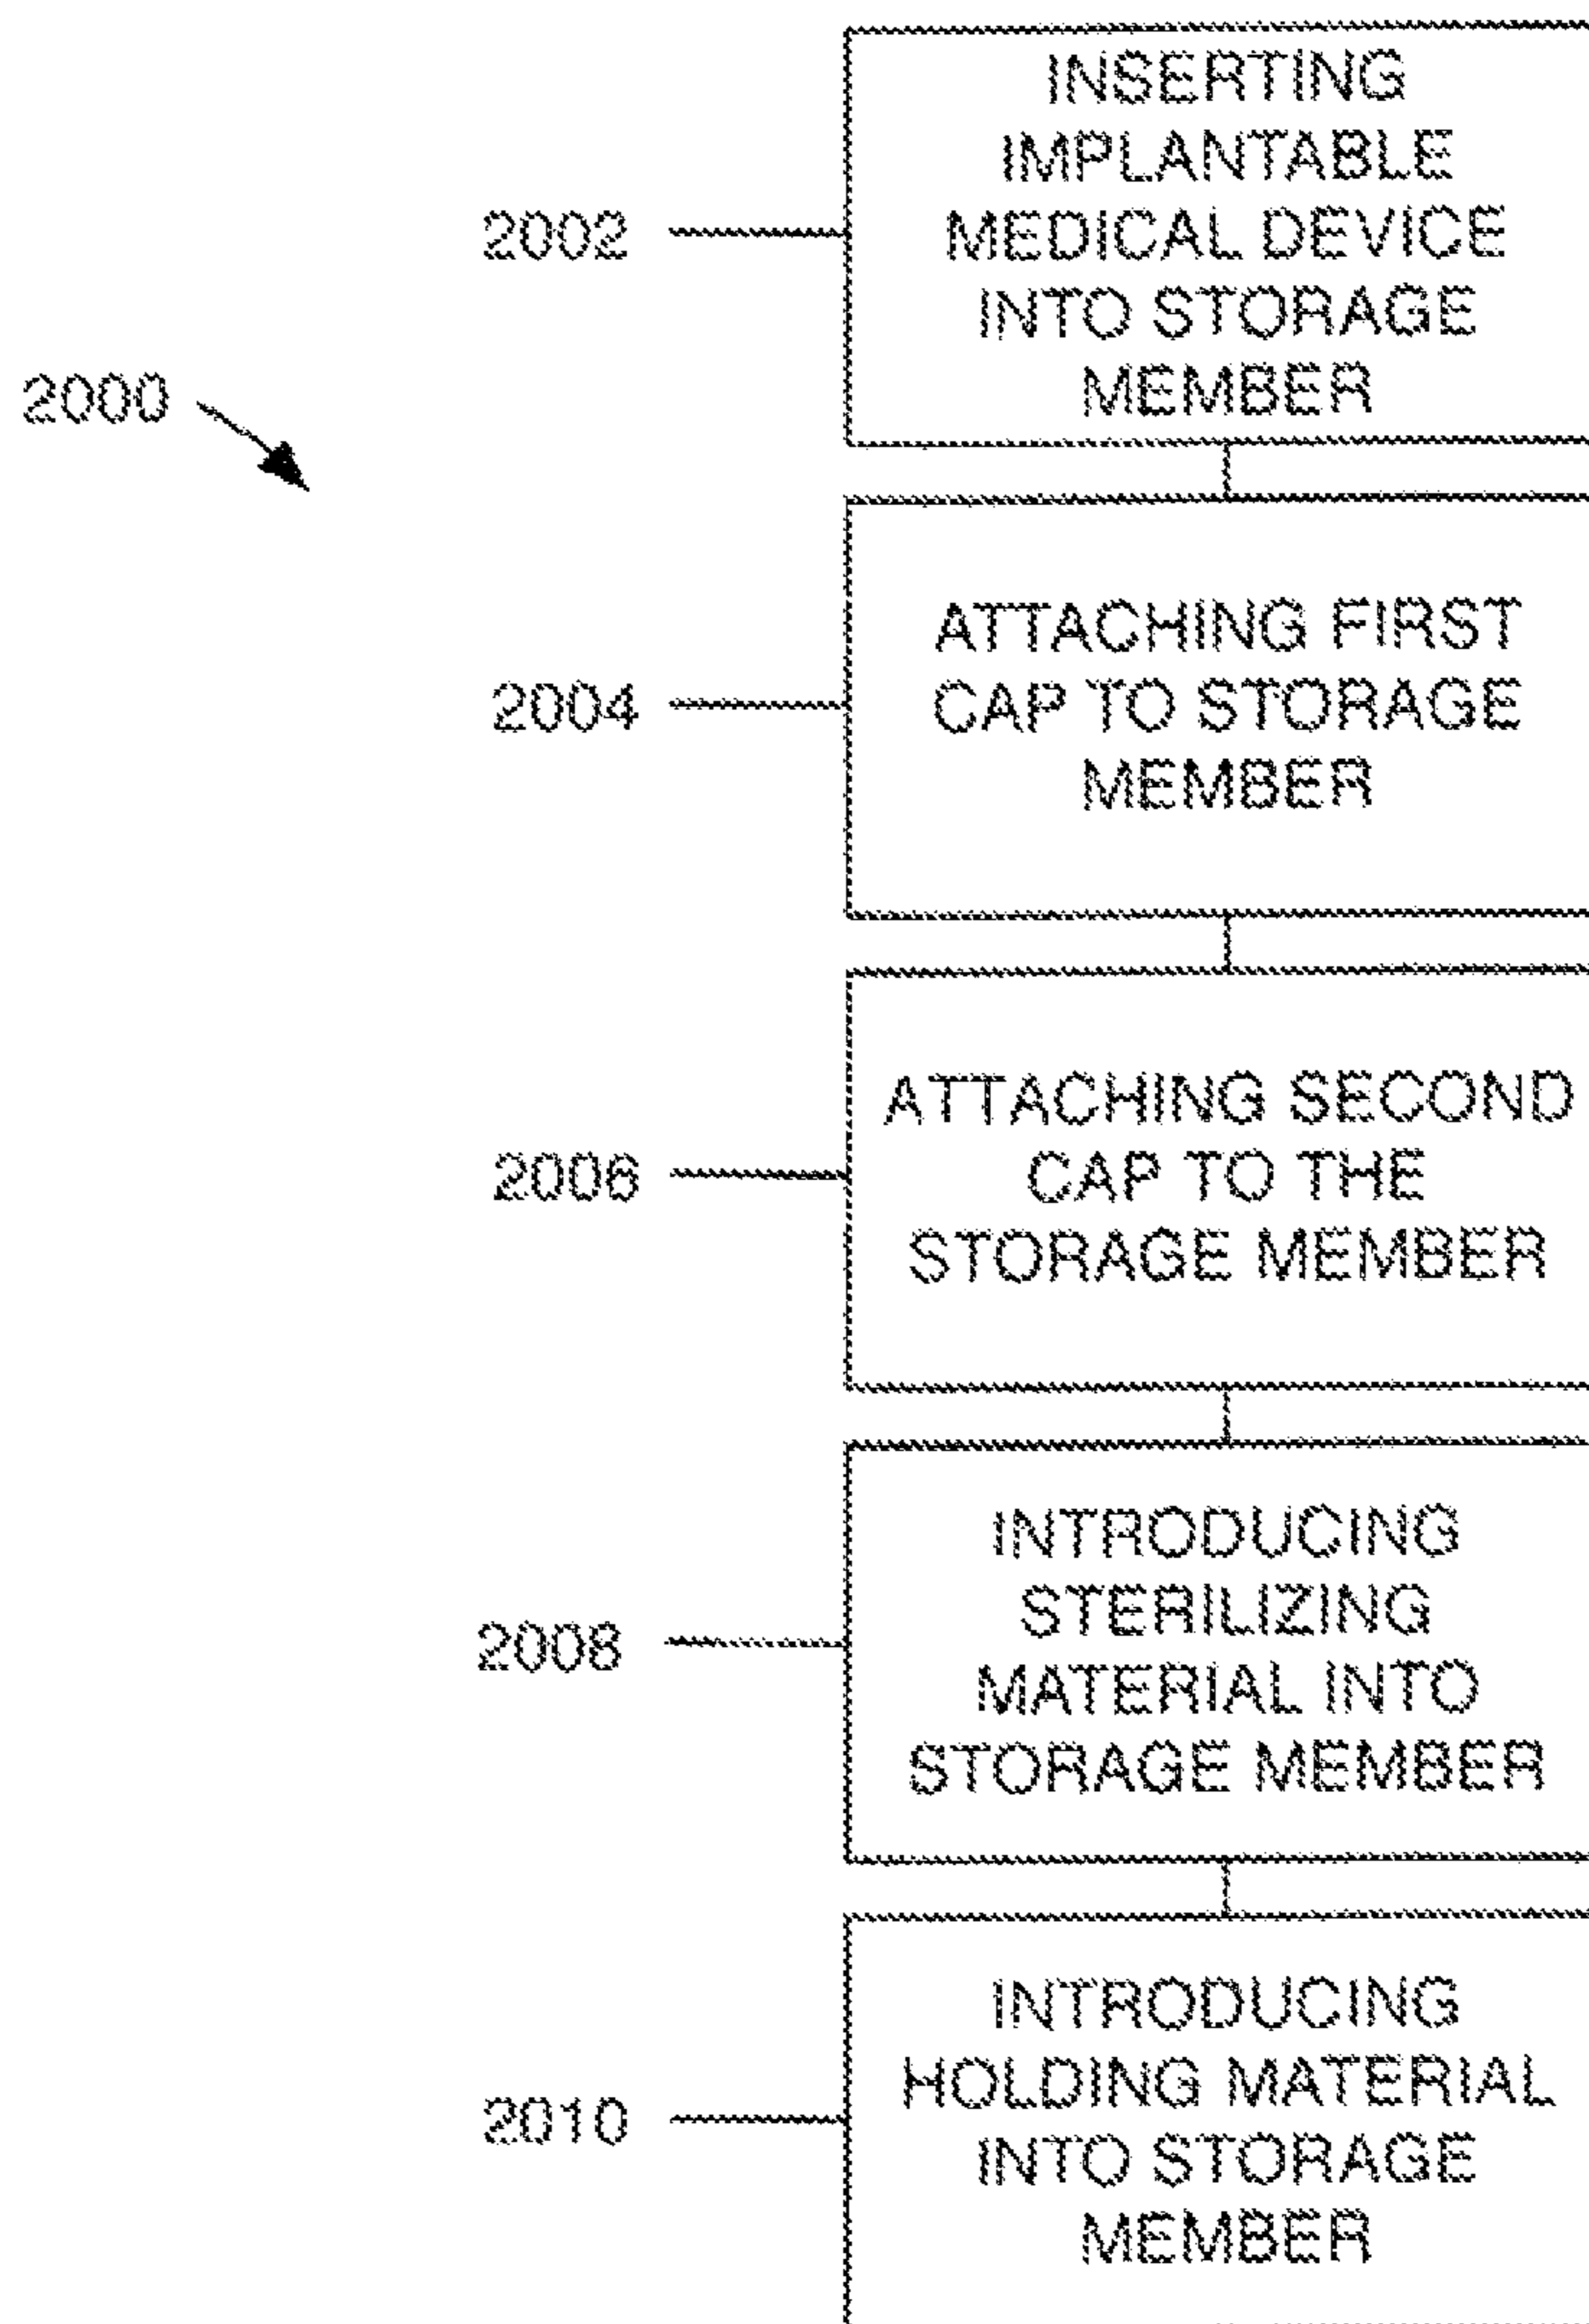 INSERTING
IMPLANTABLE
2002 MEDICAL DEVICE
INTO STORAGE
MEMBER
2000
ATTACHING FIRST
2004 CAP TO STORAGE
MEMBER
ATTACHING SECOND
2006 CAP TO THE
STORAGE MEMBER
INTRODUCING
STERILIZING
2008 MATERIAL INTO
STORAGE MEMBER
INTRODUCING
HOLDING MATERIAL
2010 INTO STORAGE
MEMBER